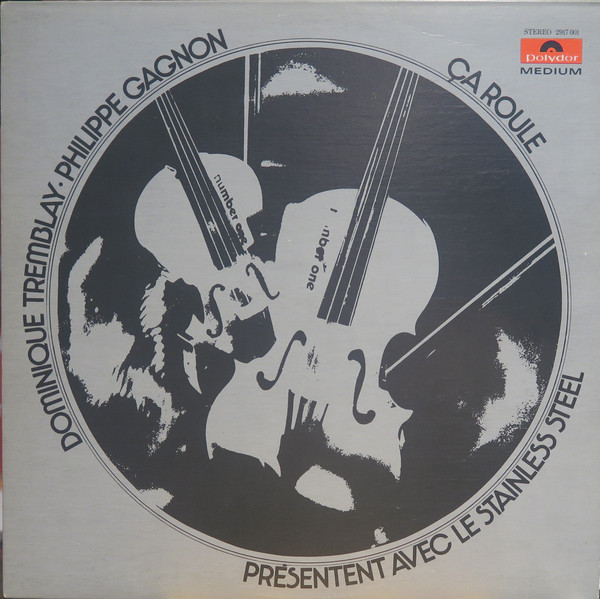 STEREO 2917 001
polydor
MEDIUM
DOMINIQUE TREMBLAY · PHILIPPE GAGNON
ÇA ROULE
PRÉSENTENT AVEC LE STAINLESS STEEL
number one
number one